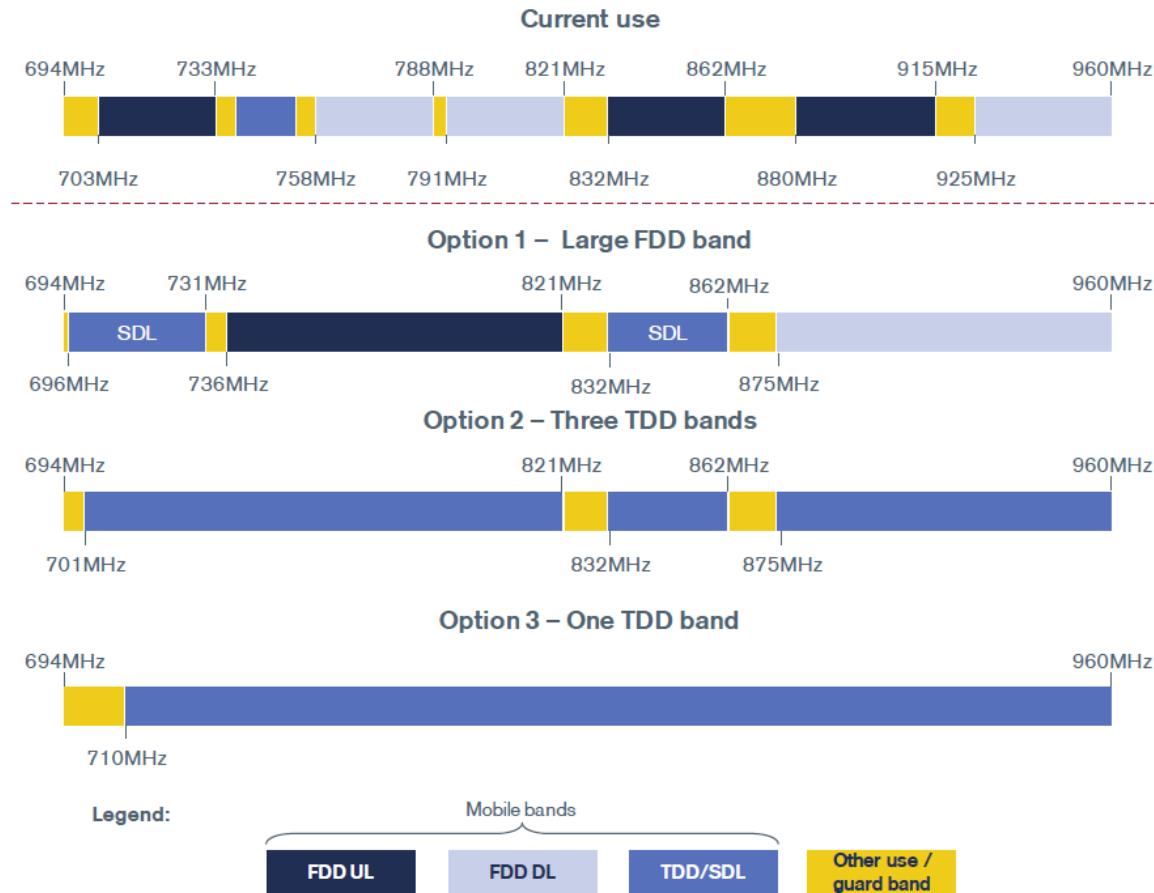 Current use
694MHz 733MHz 788MHz 821MHz 862MHz 915MHz 960MHz
703MHz 758MHz 791MHz 832MHz 880MHz 925MHz
Option 1 – Large FDD band
694MHz 731MHz 821MHz 862MHz 960MHz
SDL SDL
696MHz 736MHz 832MHz 875MHz
Option 2 – Three TDD bands
694MHz 821MHz 862MHz 960MHz
701MHz 832MHz 875MHz
Option 3 – One TDD band
694MHz 960MHz
710MHz
Legend: Mobile bands
FDD UL FDD DL TDD/SDL Other use /
guard band